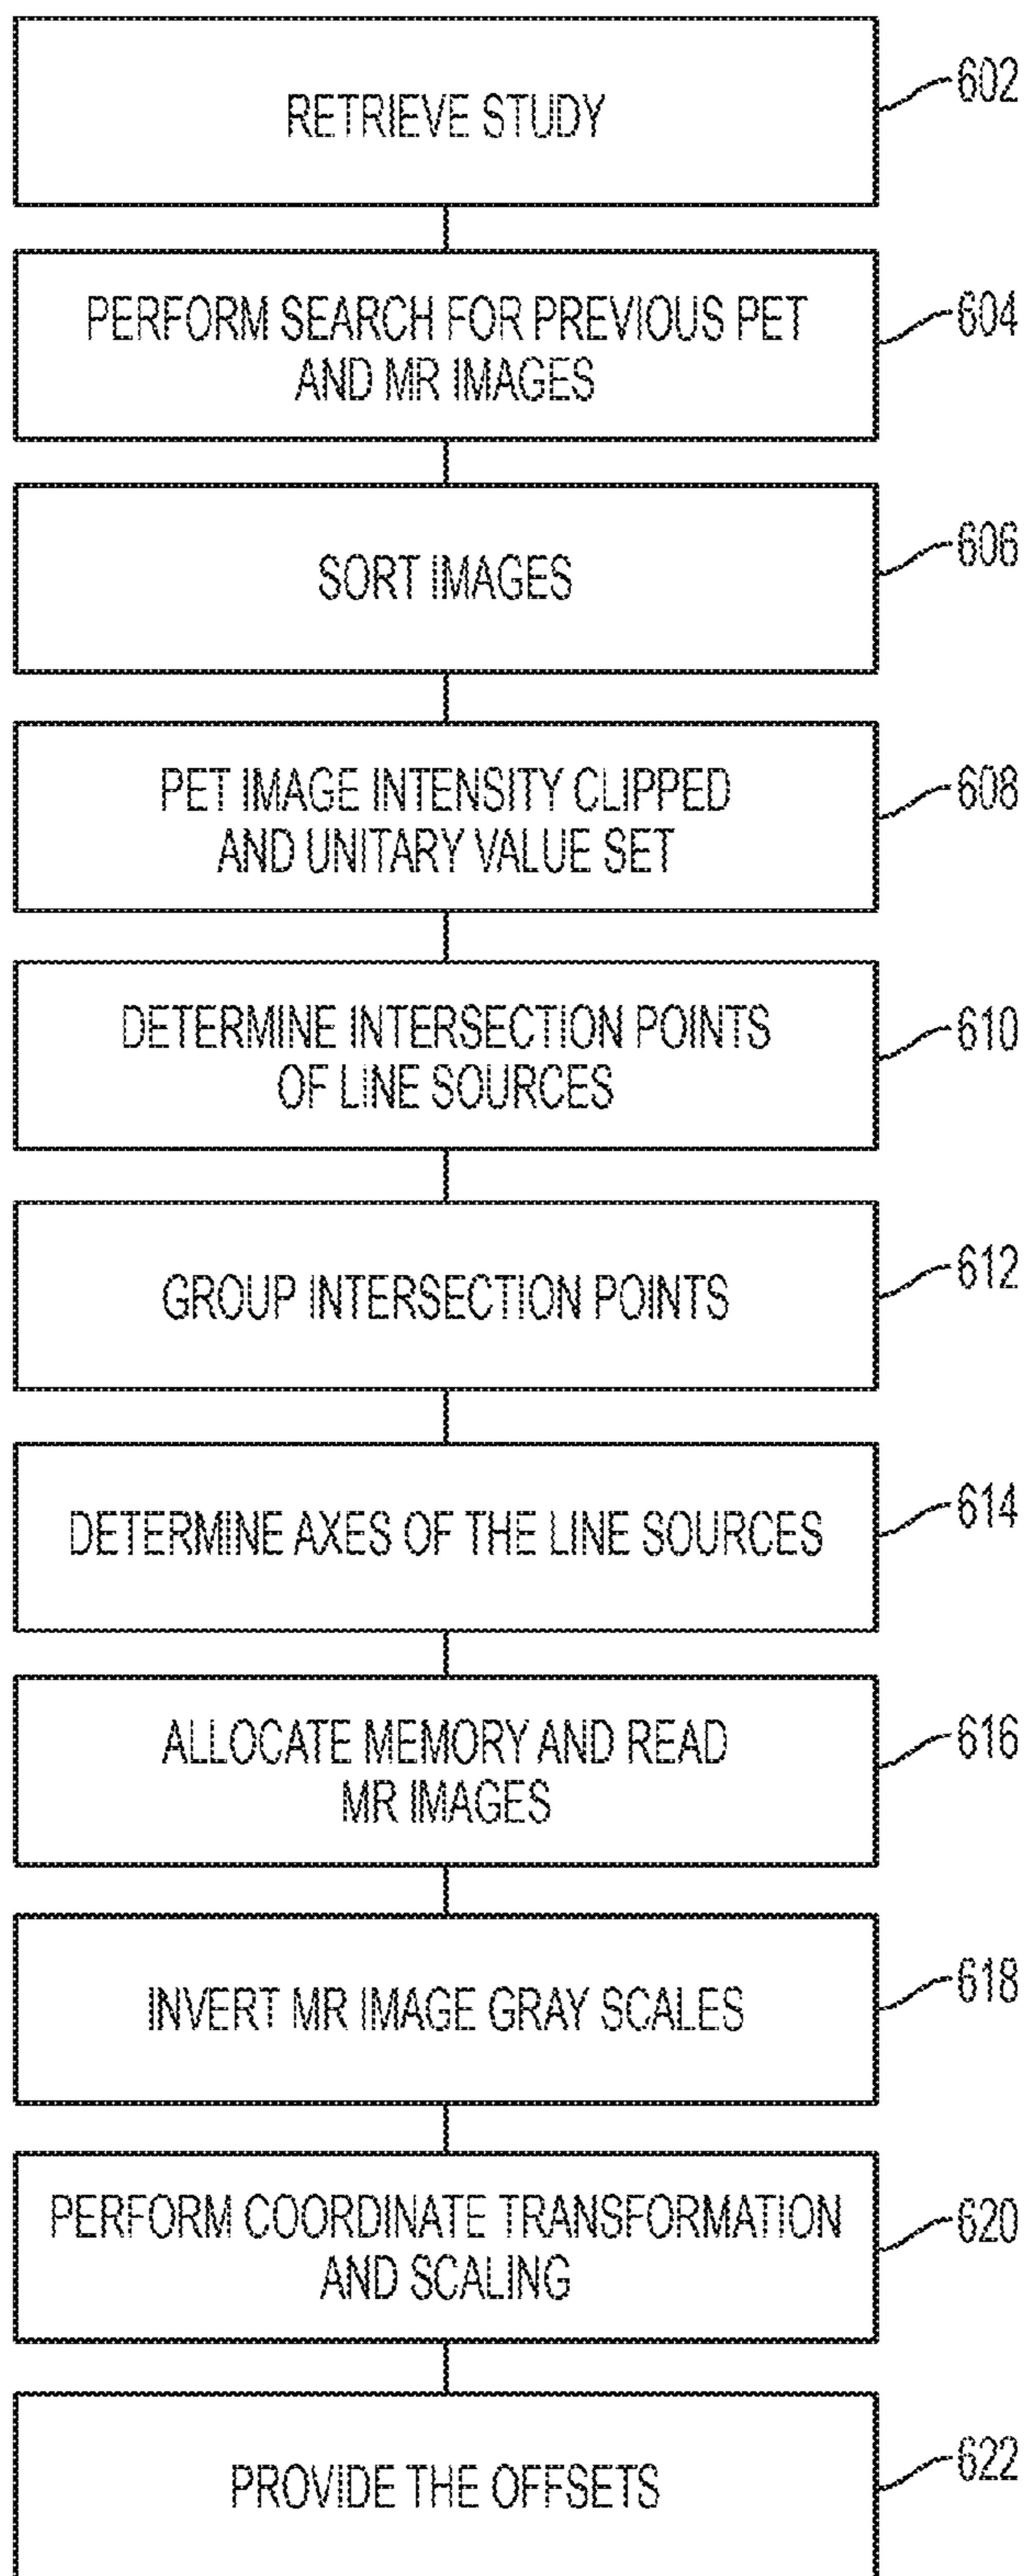 RETRIEVE STUDY
602
PERFORM SEARCH FOR PREVIOUS PET
AND MR IMAGES
604
SORT IMAGES
606
PET IMAGE INTENSITY CLIPPED
AND UNITARY VALUE SET
608
DETERMINE INTERSECTION POINTS
OF LINE SOURCES
610
GROUP INTERSECTION POINTS
612
DETERMINE AXES OF THE LINE SOURCES
614
ALLOCATE MEMORY AND READ
MR IMAGES
616
INVERT MR IMAGE GRAY SCALES
618
PERFORM COORDINATE TRANSFORMATION
AND SCALING
620
PROVIDE THE OFFSETS
622